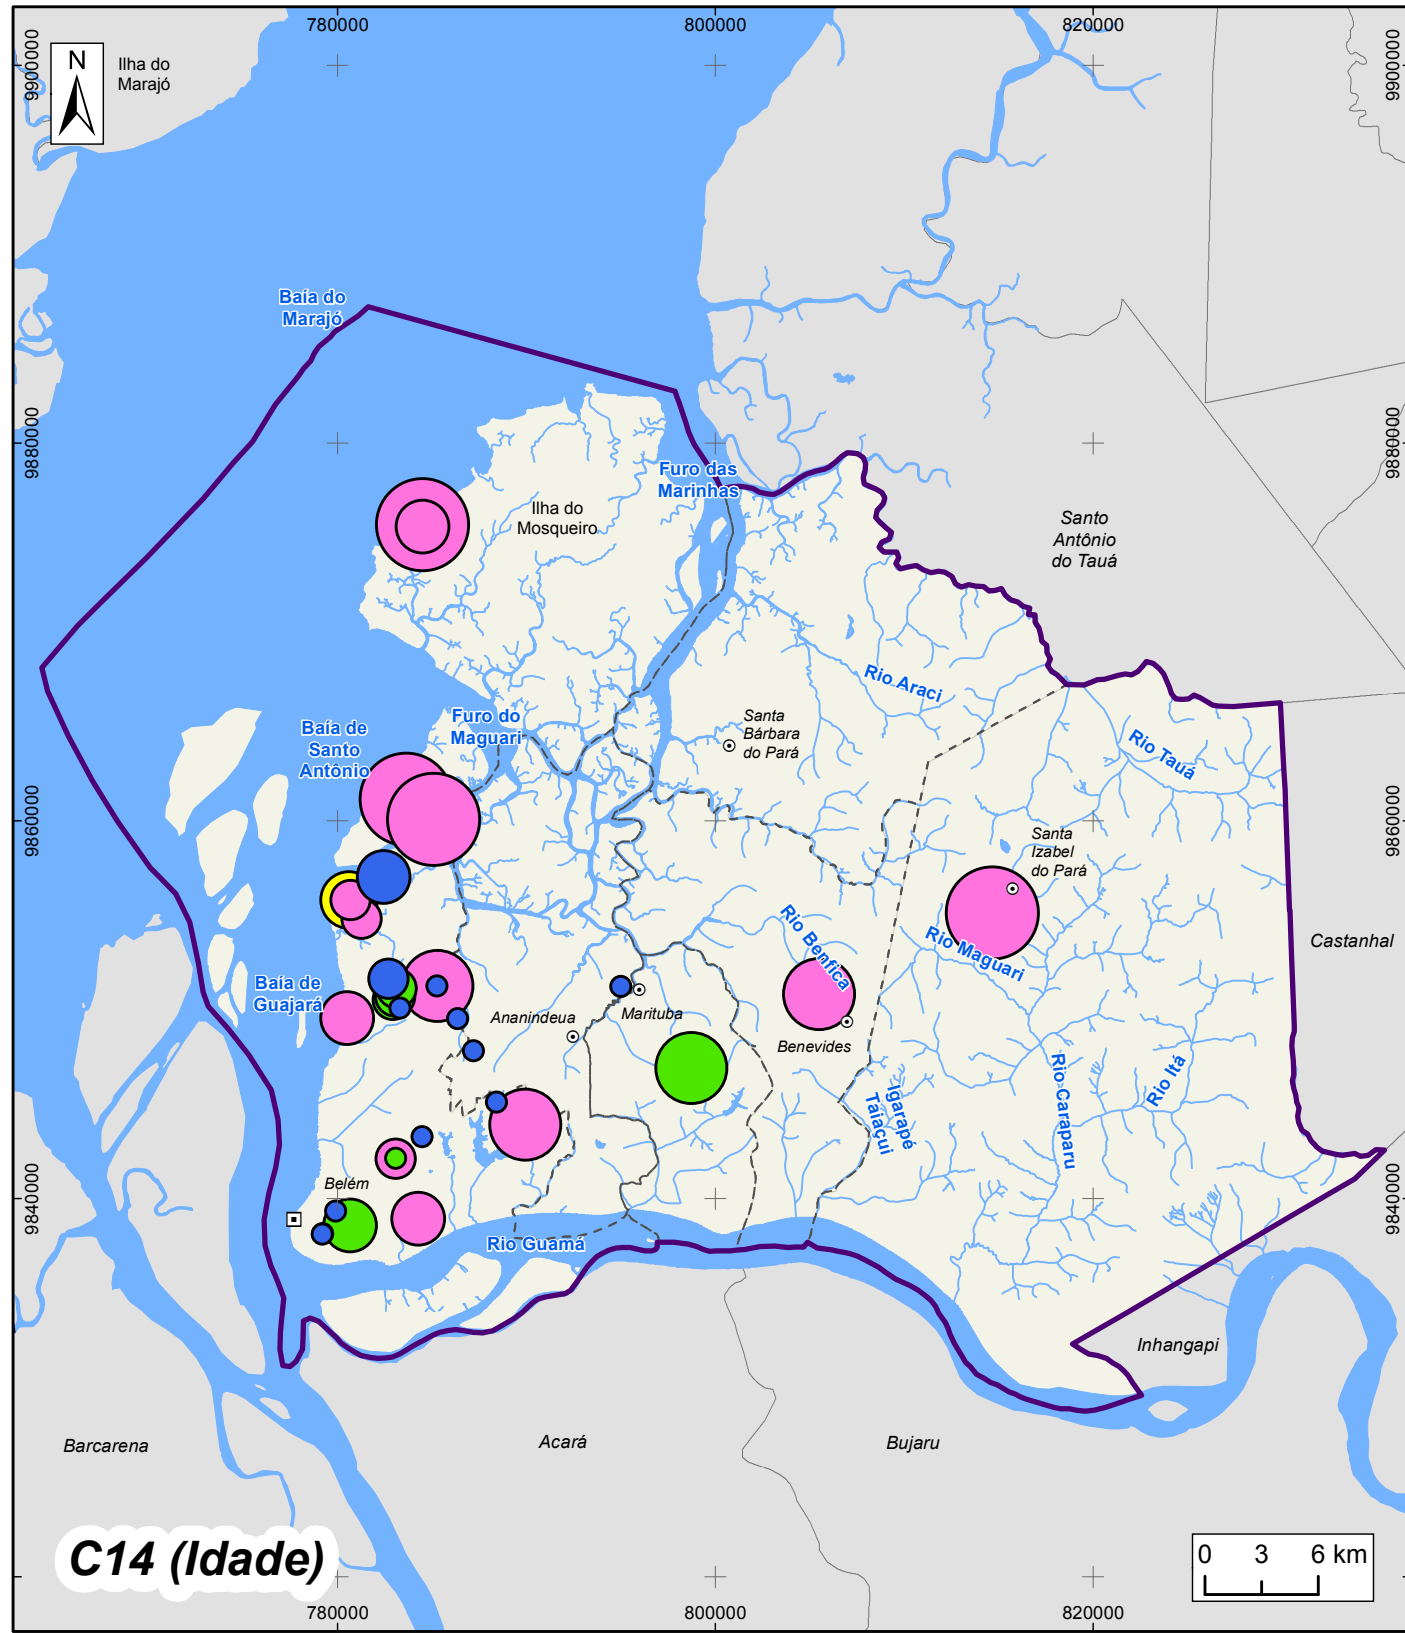 780000
800000
820000
9900000
9900000
N
Ilha do
Marajó
Baía do
Marajó
9880000
9880000
Furo das
Marinhas
Ilha do
Mosqueiro
Santo
Antônio
do Tauá
Rio Araci
Furo do
Maguari
Baía de
Santo
Antônio
Santa
Bárbara
do Pará
Rio Tauá
9860000
9860000
Santa
Izabel
do Pará
Rio Benfica
Rio Maguari
Castanhal
Baía de
Guajará
Ananindeua
Marituba
Benevides
Igarapé
Taiaçui
Rio Caraparu
Rio Itá
Belém
9840000
9840000
Rio Guamá
Inhangapi
Barcarena
Acará
Bujaru
C14 (Idade)
0 3 6 km
780000
800000
820000